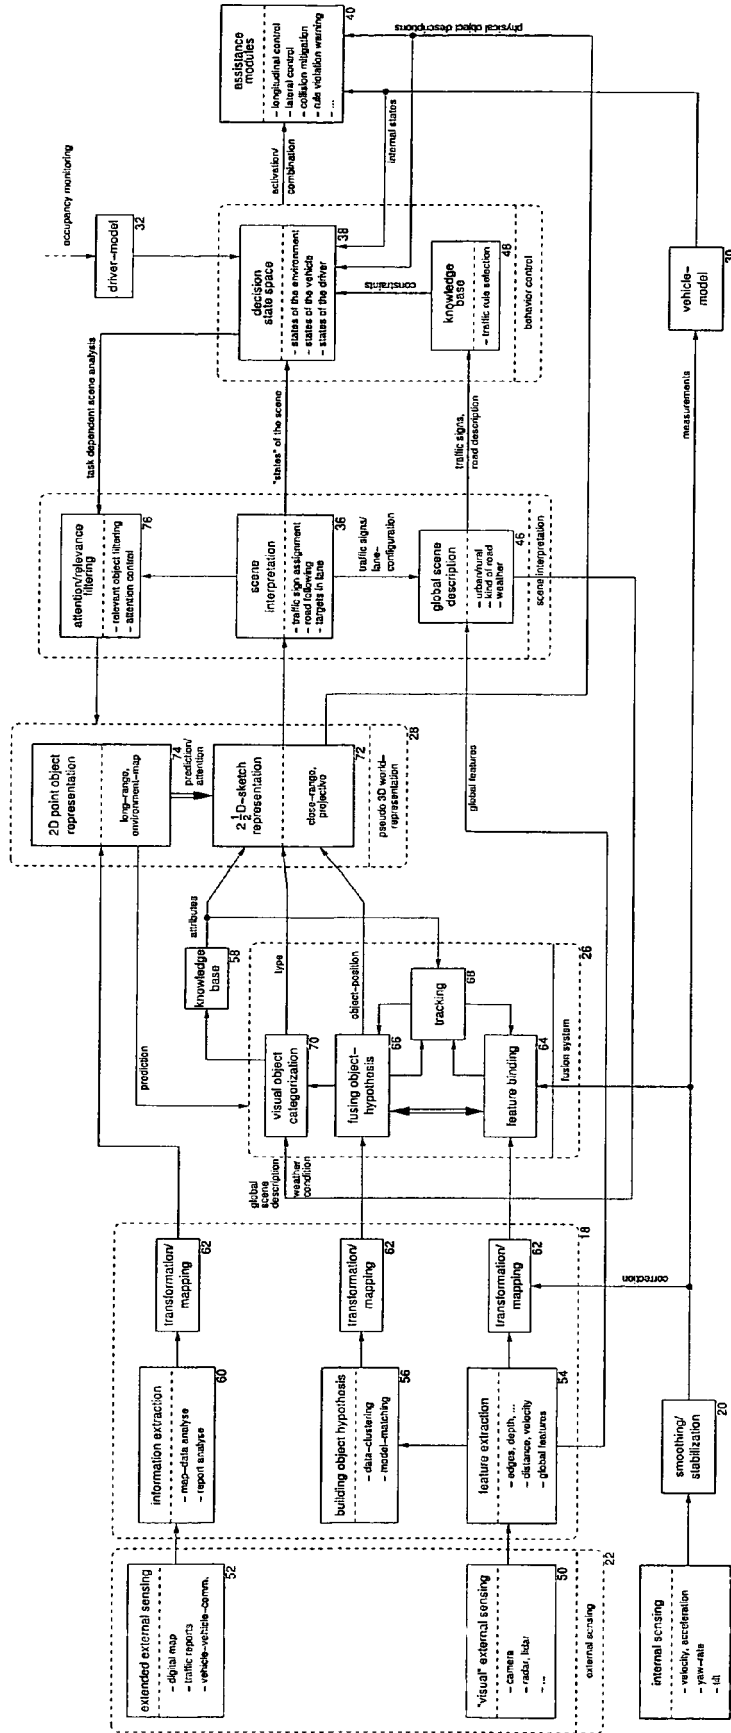 extended external sensing
- digital map
- traffic reports
- vehicle-vehicle-comm.
52
"visual" external sensing
- camera
- radar, lidar
- ...
50
external sensing
22
internal sensing
- velocity, acceleration
- yaw-rate
- tilt
information extraction
- map-data analyse
- report analyse
60
building object hypothesis
- data-clustering
- model-matching
56
feature extraction
- edges, depth, ...
- distance, velocity
- global features
54
smoothing/
stabilization
20
transformation/
mapping
62
transformation/
mapping
62
transformation/
mapping
62
18
correction
global
scene
description
weather
condition
prediction
visual object
categorization
70
fusing object-
hypothesis
66
feature binding
64
tracking
68
fusion system
26
knowledge
base
58
attributes
type
object-position
2D point object
representation
long-range,
environment-map
74
prediction/
attention
2 1/2 D-sketch
representation
close-range,
projective
72
pseudo 3D world-
representation
28
global features
attention/relevance
filtering
- relevant object filtering
- attention control
76
scene
interpretation
- traffic sign assignment
- road following
- targets in lane
36
traffic signs/
lane-
configuration
global scene
description
- urban/rural
- kind of road
- weather
46
scene interpretation
task dependent scene analysis
"states" of the scene
traffic signs,
road description
measurements
occupancy monitoring
driver-model
32
decision
state space
- states of the environment
- states of the vehicle
- states of the driver
38
constraints
knowledge
base
- traffic rule selection
48
behavior control
vehicle-
model
30
activation/
combination
internal states
physical object descriptions
assistance
modules
- longitudinal control
- lateral control
- collision mitigation
- rule violation warning
- ...
40